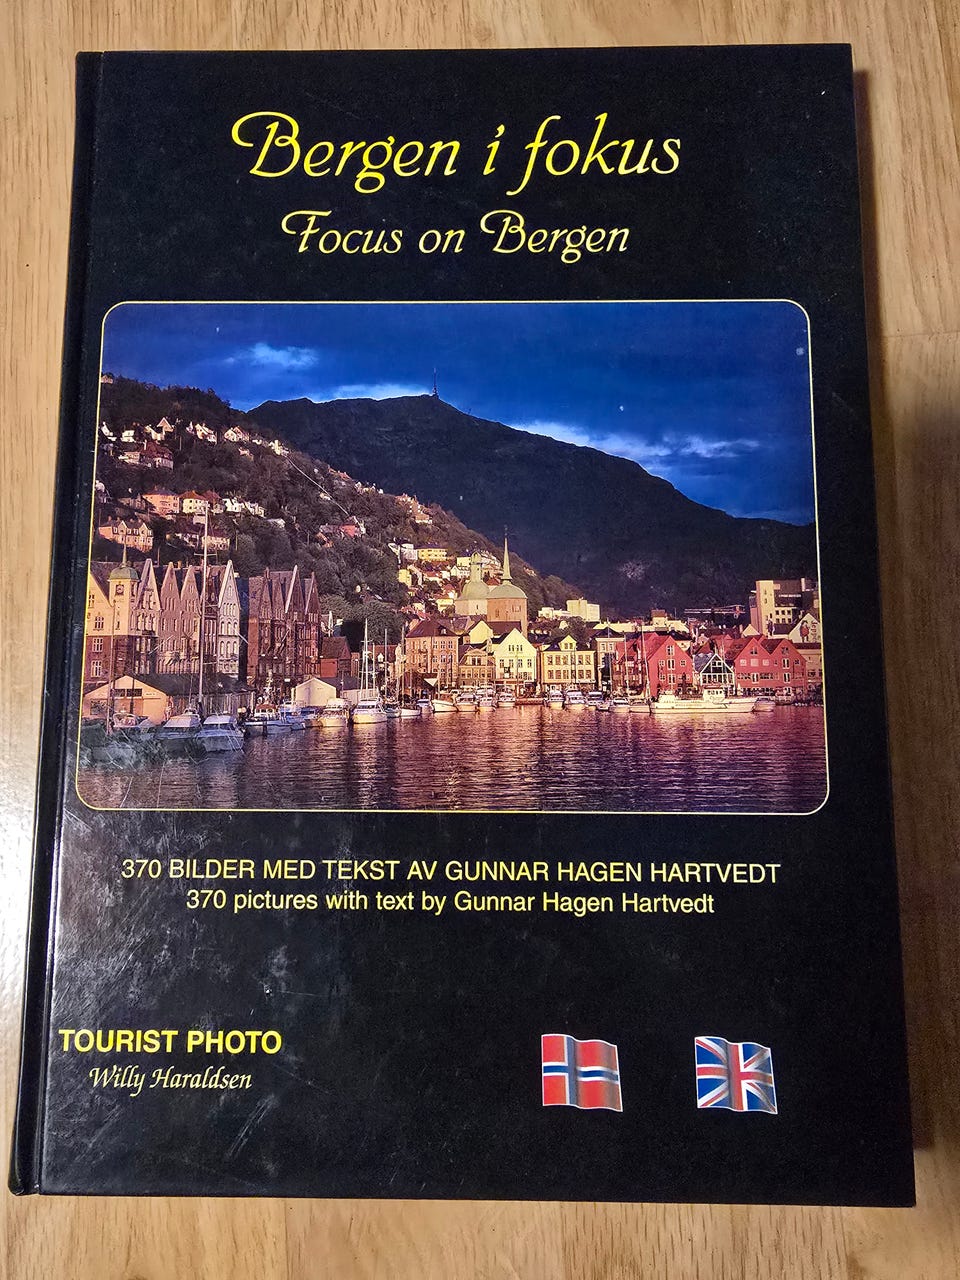 Bergen i fokus
Focus on Bergen
370 BILDER MED TEKST AV GUNNAR HAGEN HARTVEDT
370 pictures with text by Gunnar Hagen Hartvedt
TOURIST PHOTO
Willy Haraldsen